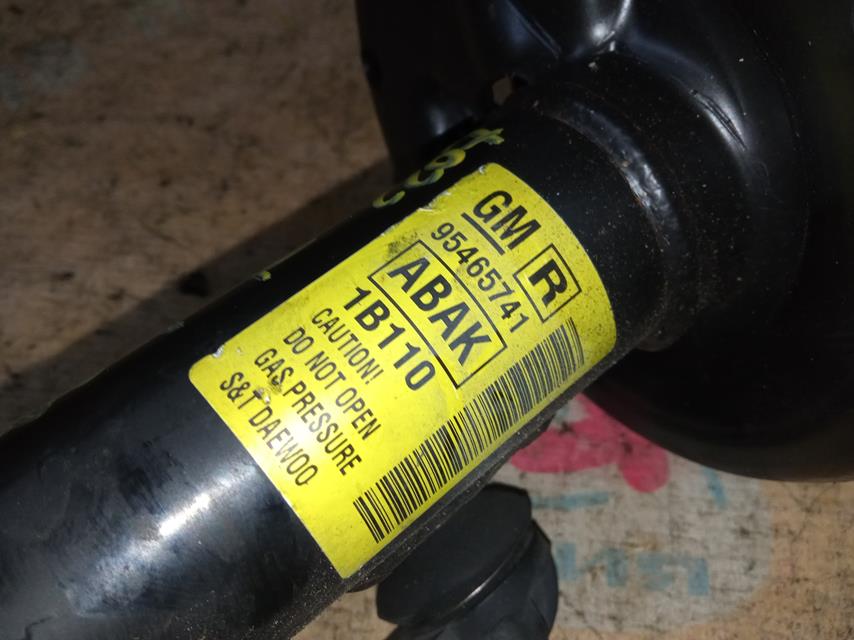 GM R
95465741
ABAK
1B110
CAUTION!
DO NOT OPEN
GAS PRESSURE
S&T DAEWOO